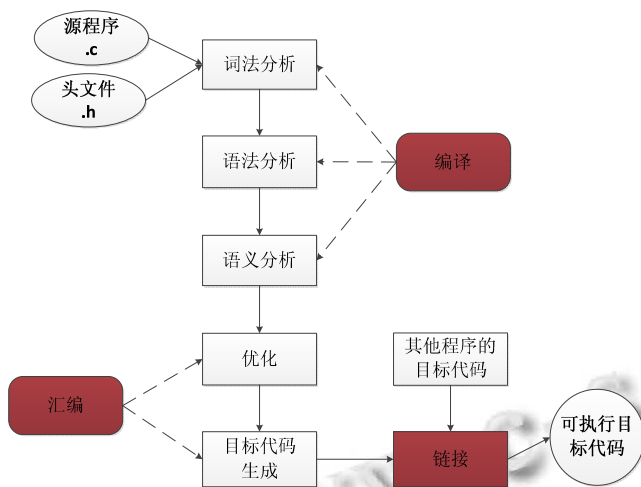 源程序
.c
头文件
.h
词法分析
语法分析
编译
语义分析
优化
其他程序的
目标代码
汇编
目标代码
生成
链接
可执行目
标代码